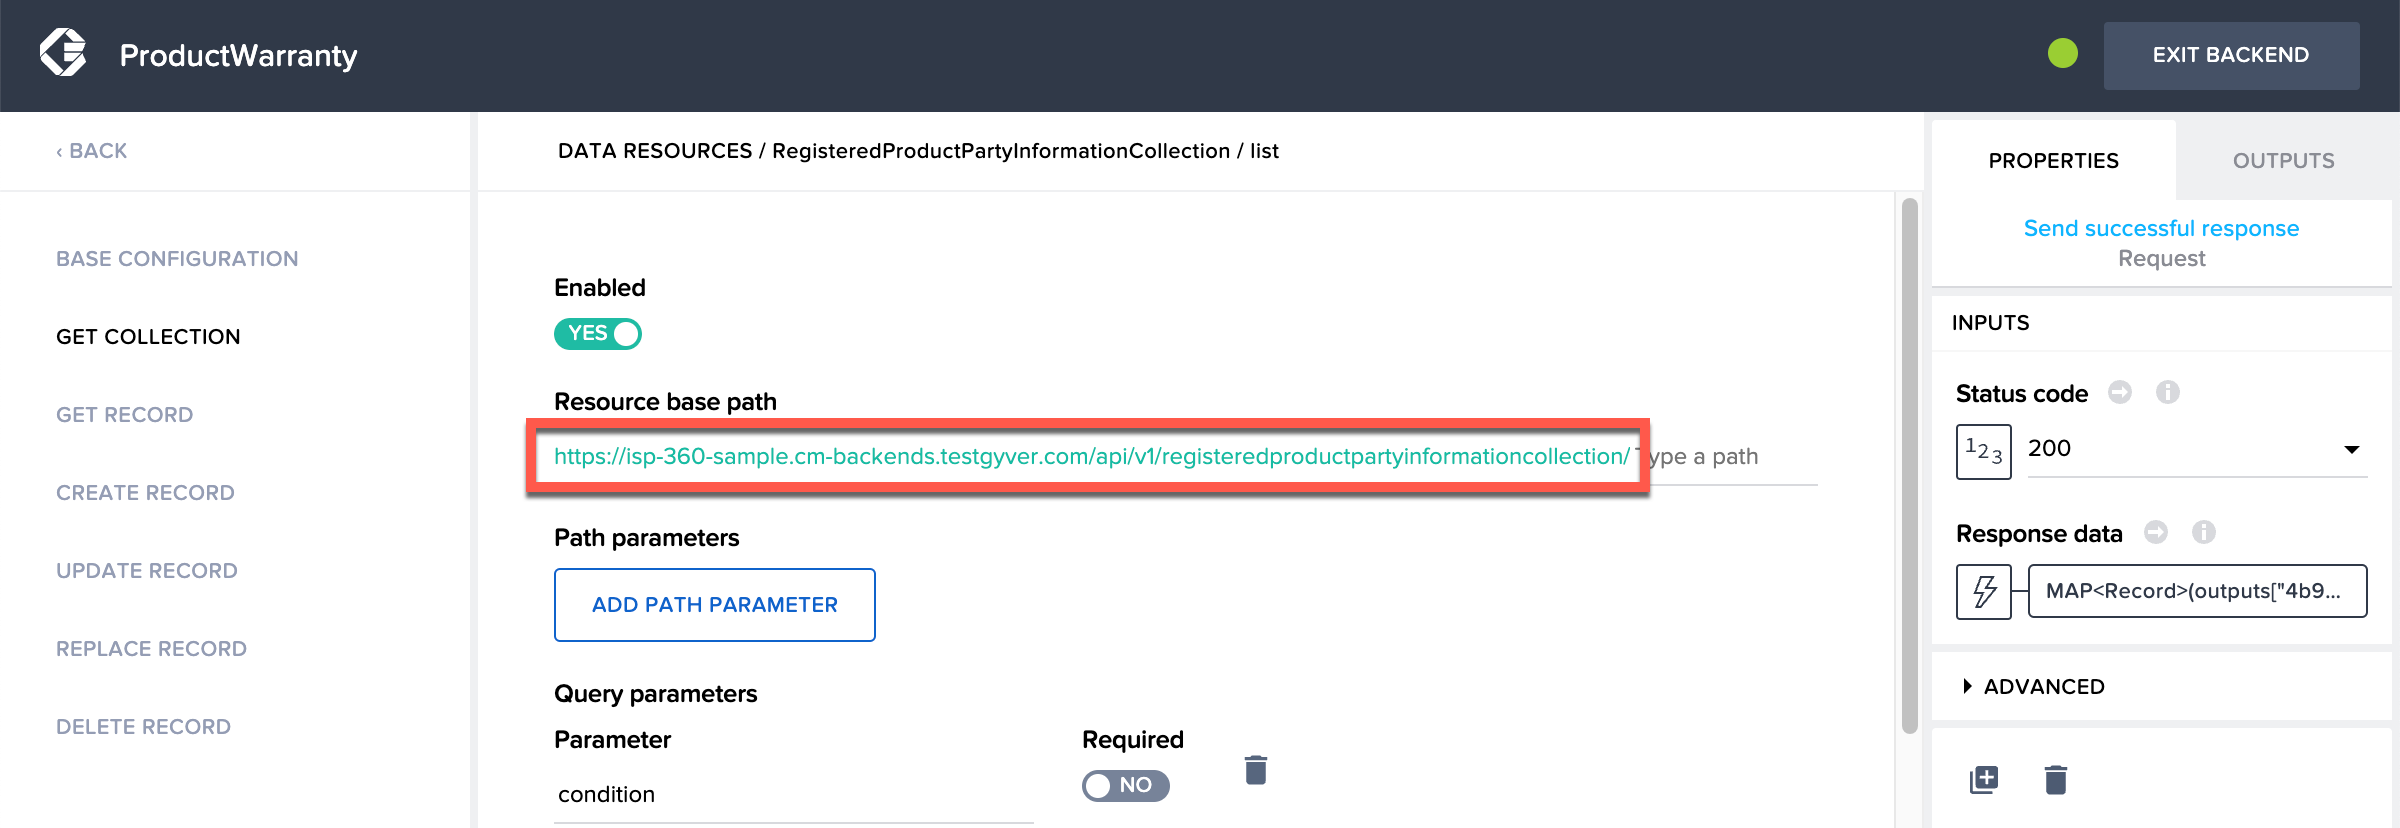 ProductWarranty
EXIT BACKEND
‹ BACK
BASE CONFIGURATION
GET COLLECTION
GET RECORD
CREATE RECORD
UPDATE RECORD
REPLACE RECORD
DELETE RECORD
DATA RESOURCES / RegisteredProductPartyInformationCollection / list
Enabled
YES
Resource base path
https://isp-360-sample.cm-backends.testgyver.com/api/v1/registeredproductpartyinformationcollection/ Type a path
Path parameters
ADD PATH PARAMETER
Query parameters
Parameter Required
condition NO
PROPERTIES OUTPUTS
Send successful response
Request
INPUTS
Status code
123 200
Response data
MAP<Record>(outputs["4b9...
ADVANCED